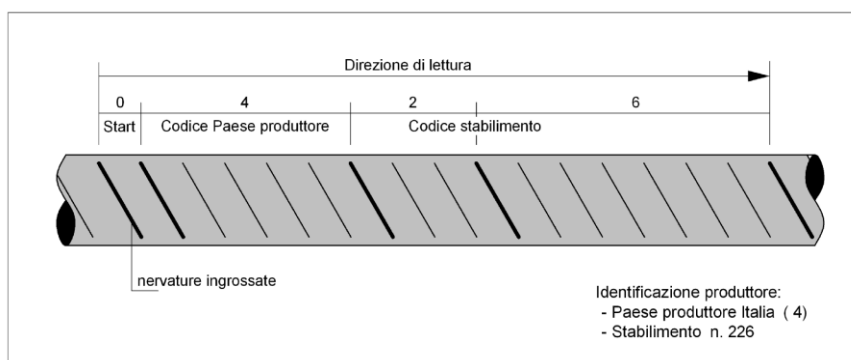 Direzione di lettura
0 4 2 6
Start Codice Paese produttore Codice stabilimento
nervature ingrossate
Identificazione produttore:
- Paese produttore Italia ( 4)
- Stabilimento n. 226